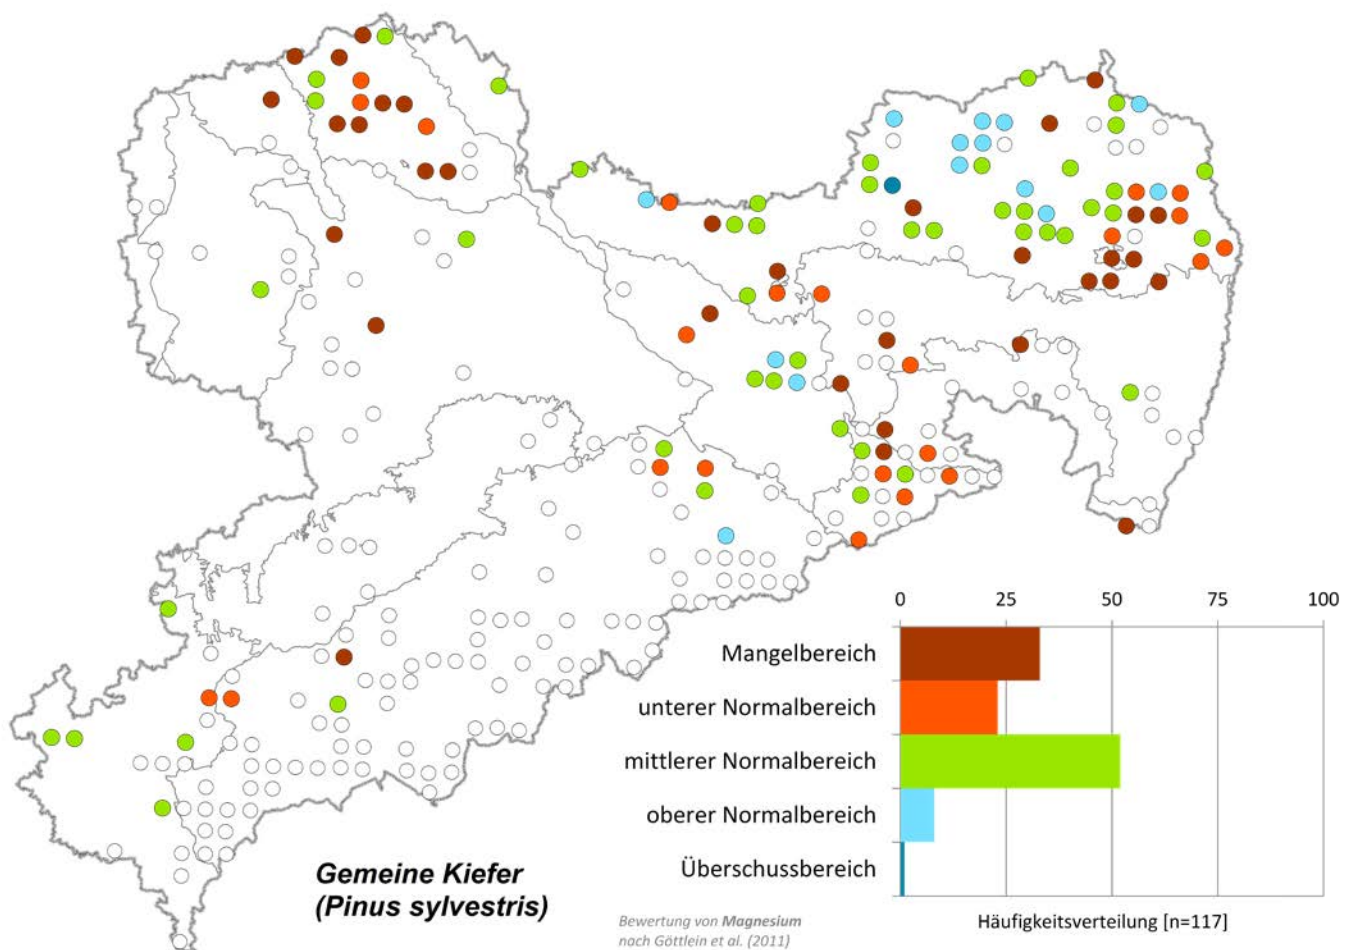 0 25 50 75 100
Mangelbereich
unterer Normalbereich
mittlerer Normalbereich
oberer Normalbereich
Überschussbereich
Häufigkeitsverteilung [n=117]
Gemeine Kiefer
(Pinus sylvestris)
Bewertung von Magnesium
nach Göttlein et al. (2011)